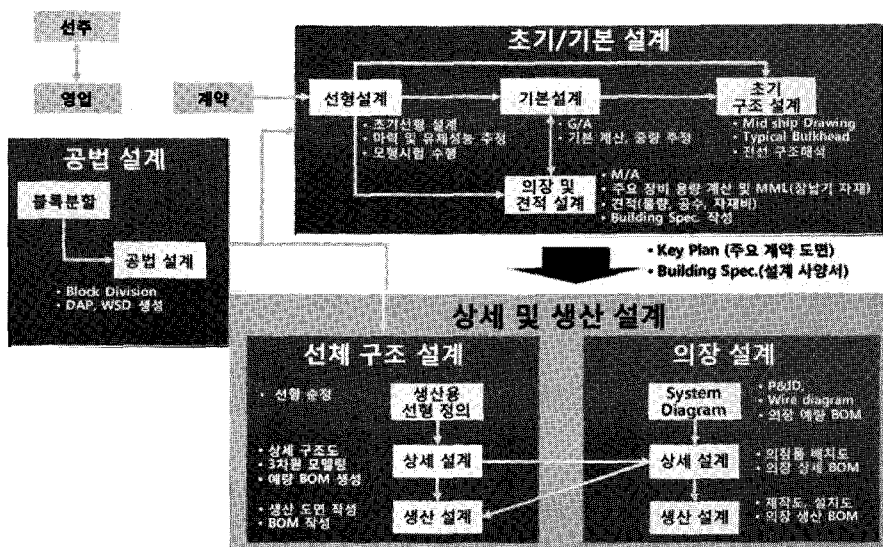 선주
영업
계약
초기/기본 설계
선형설계
• 초기선형 설계
• 마력 및 유체성능 추정
• 모형시험 수행
기본설계
• G/A
• 기본 계산, 중량 추정
초기
구조 설계
• Mid ship Drawing
• Typical Bulkhead
• 전선 구조해석
의장 및
견적 설계
• M/A
• 주요 장비 용량 계산 및 MML(장납기 자재)
• 견적(물량, 공수, 자재비)
• Building Spec. 작성
공법 설계
블록분할
공법 설계
• Block Division
• DAP, WSD 생성
• Key Plan (주요 계약 도면)
• Building Spec.(설계 사양서)
상세 및 생산 설계
선체 구조 설계
• 선형 순정
생산용
선형 정의
• 상세 구조도
• 3차원 모델링
• 예량 BOM 생성
상세 설계
• 생산 도면 작성
• BOM 작성
생산 설계
의장 설계
System
Diagram
• P&ID,
• Wire diagram
• 의장 예량 BOM
상세 설계
• 의장품 배치도
• 의장 상세 BOM
생산 설계
• 제작도, 설치도
• 의장 생산 BOM